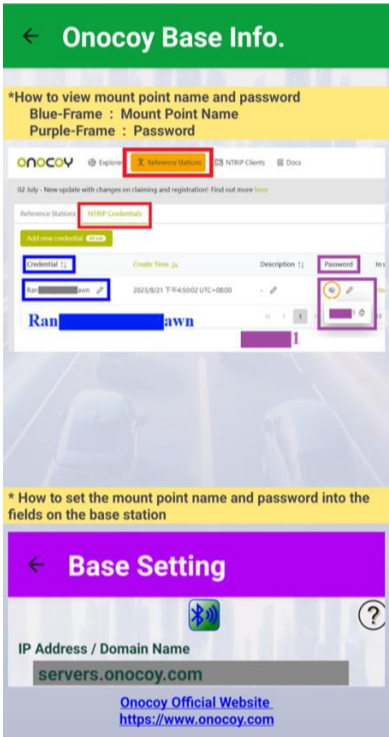 Onocoy Base Info.
*How to view mount point name and password
Blue-Frame : Mount Point Name
Purple-Frame : Password
onocoy Explorer Reference Stations NTRIP Clients Docs
02 July - New update with changes on claiming and registration! Find out more here
Reference Stations NTRIP Credentials
Add new credential
Credential Create Time Description Password In u
Ran awn 2023/8/21 下午4:50:02 UTC+08:00 -
1
Ran awn
1
1
* How to set the mount point name and password into the
fields on the base station
Base Setting
?
IP Address / Domain Name
servers.onocoy.com
Onocoy Official Website
https://www.onocoy.com